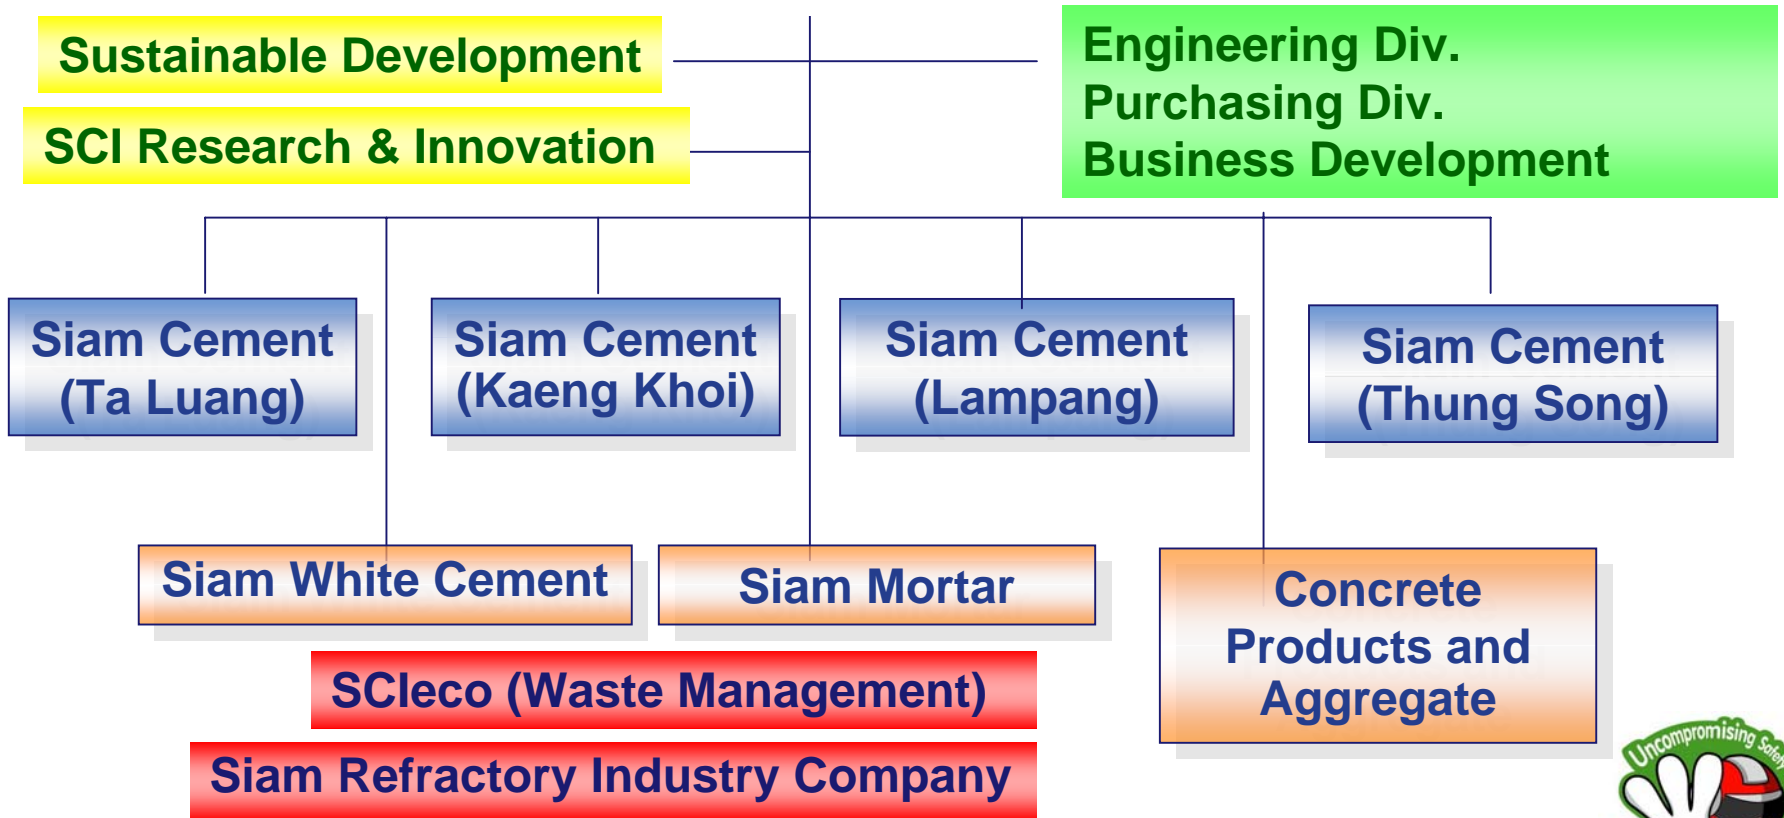 Sustainable Development
SCI Research & Innovation
Engineering Div.
Purchasing Div.
Business Development
Siam Cement
(Ta Luang)
Siam Cement
(Kaeng Khoi)
Siam Cement
(Lampang)
Siam Cement
(Thung Song)
Siam White Cement
Siam Mortar
Concrete
Products and
Aggregate
SCIeco (Waste Management)
Siam Refractory Industry Company
Uncompromising Safety